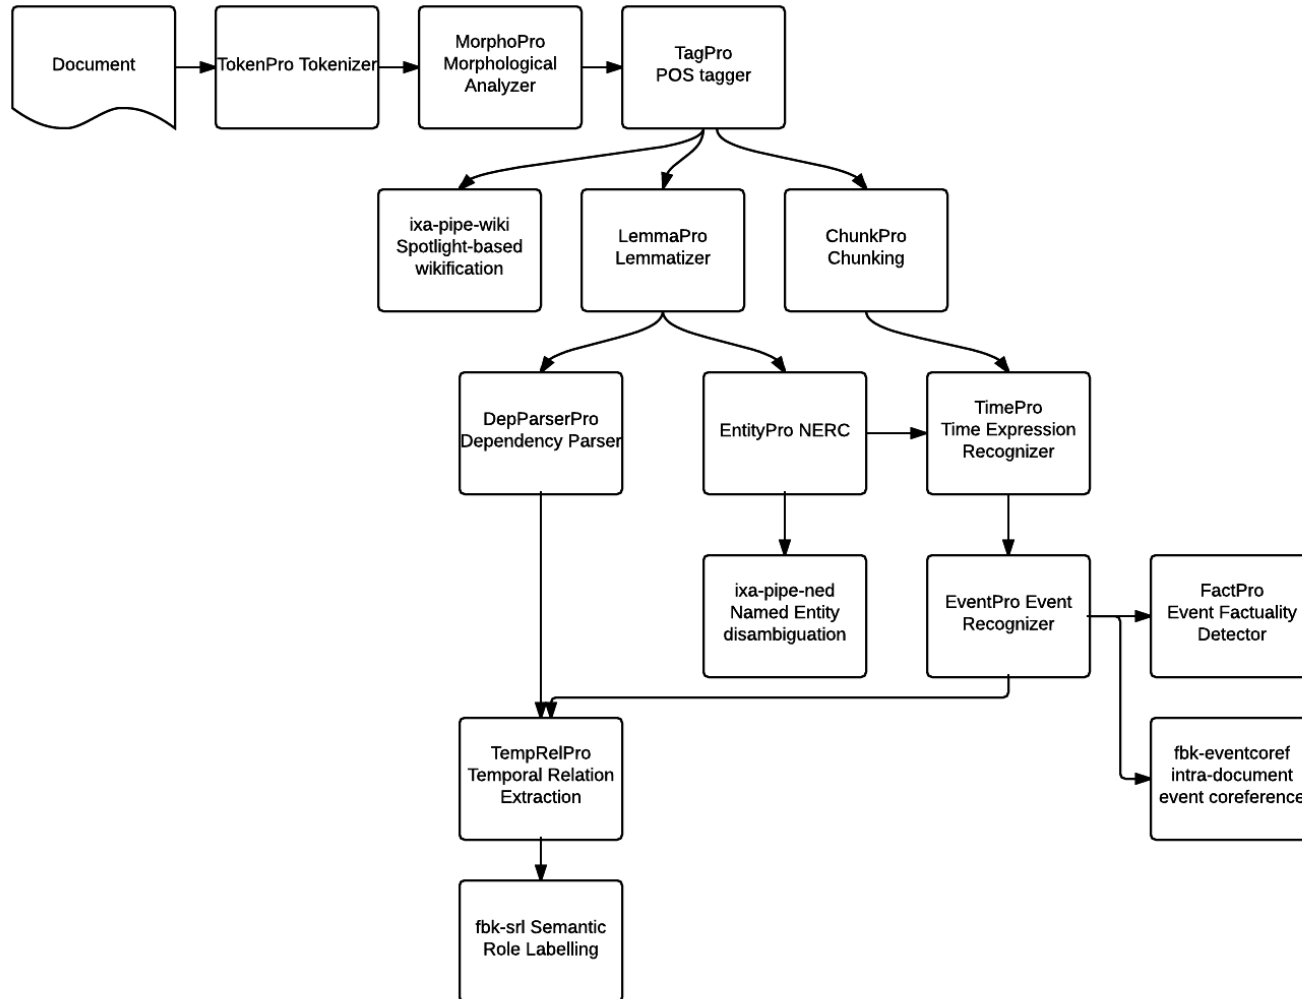 Document
TokenPro Tokenizer
MorphoPro
Morphological
Analyzer
TagPro
POS tagger
ixa-pipe-wiki
Spotlight-based
wikification
LemmaPro
Lemmatizer
ChunkPro
Chunking
DepParserPro
Dependency Parser
EntityPro NERC
TimePro
Time Expression
Recognizer
ixa-pipe-ned
Named Entity
disambiguation
EventPro Event
Recognizer
FactPro
Event Factuality
Detector
TempRelPro
Temporal Relation
Extraction
fbk-eventcoref
intra-document
event coreference
fbk-srl Semantic
Role Labelling